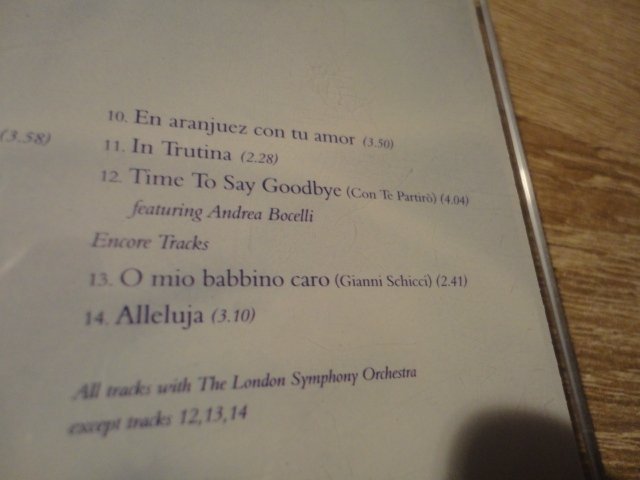 (3.58)
10. En aranjuez con tu amor (3.50)
11. In Trutina (2.28)
12. Time To Say Goodbye (Con Te Partirò) (4.04)
featuring Andrea Bocelli
Encore Tracks
13. O mio babbino caro (Gianni Schicci) (2.41)
14. Alleluja (3.10)
All tracks with The London Symphony Orchestra
except tracks 12,13,14